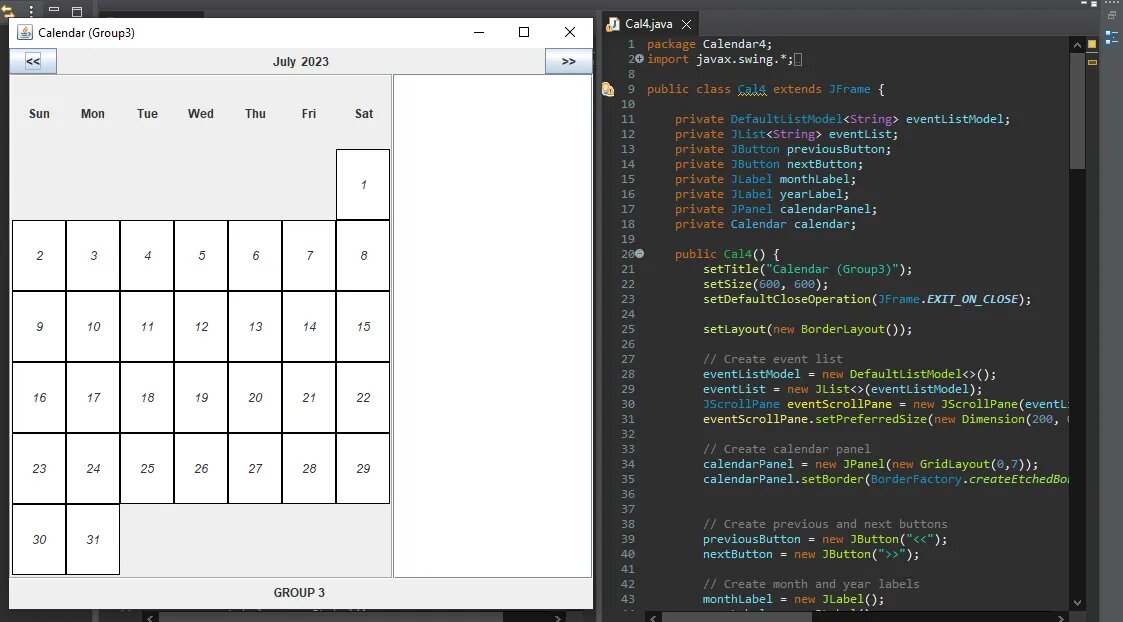 Calendar (Group3)
<< July 2023 >>
Sun Mon Tue Wed Thu Fri Sat
1
2 3 4 5 6 7 8
9 10 11 12 13 14 15
16 17 18 19 20 21 22
23 24 25 26 27 28 29
30 31
GROUP 3
Cal4.java
1 package Calendar4;
2 import javax.swing.*;
8
9 public class Cal4 extends JFrame {
10
11 private DefaultListModel<String> eventListModel;
12 private JList<String> eventList;
13 private JButton previousButton;
14 private JButton nextButton;
15 private JLabel monthLabel;
16 private JLabel yearLabel;
17 private JPanel calendarPanel;
18 private Calendar calendar;
19
20 public Cal4() {
21 setTitle("Calendar (Group3)");
22 setSize(600, 600);
23 setDefaultCloseOperation(JFrame.EXIT_ON_CLOSE);
24
25 setLayout(new BorderLayout());
26
27 // Create event list
28 eventListModel = new DefaultListModel<>();
29 eventList = new JList<>(eventListModel);
30 JScrollPane eventScrollPane = new JScrollPane(eventL
31 eventScrollPane.setPreferredSize(new Dimension(200,
32
33 // Create calendar panel
34 calendarPanel = new JPanel(new GridLayout(0,7));
35 calendarPanel.setBorder(BorderFactory.createEtchedBo
36
37
38 // Create previous and next buttons
39 previousButton = new JButton("<<");
40 nextButton = new JButton(">>");
41
42 // Create month and year labels
43 monthLabel = new JLabel();